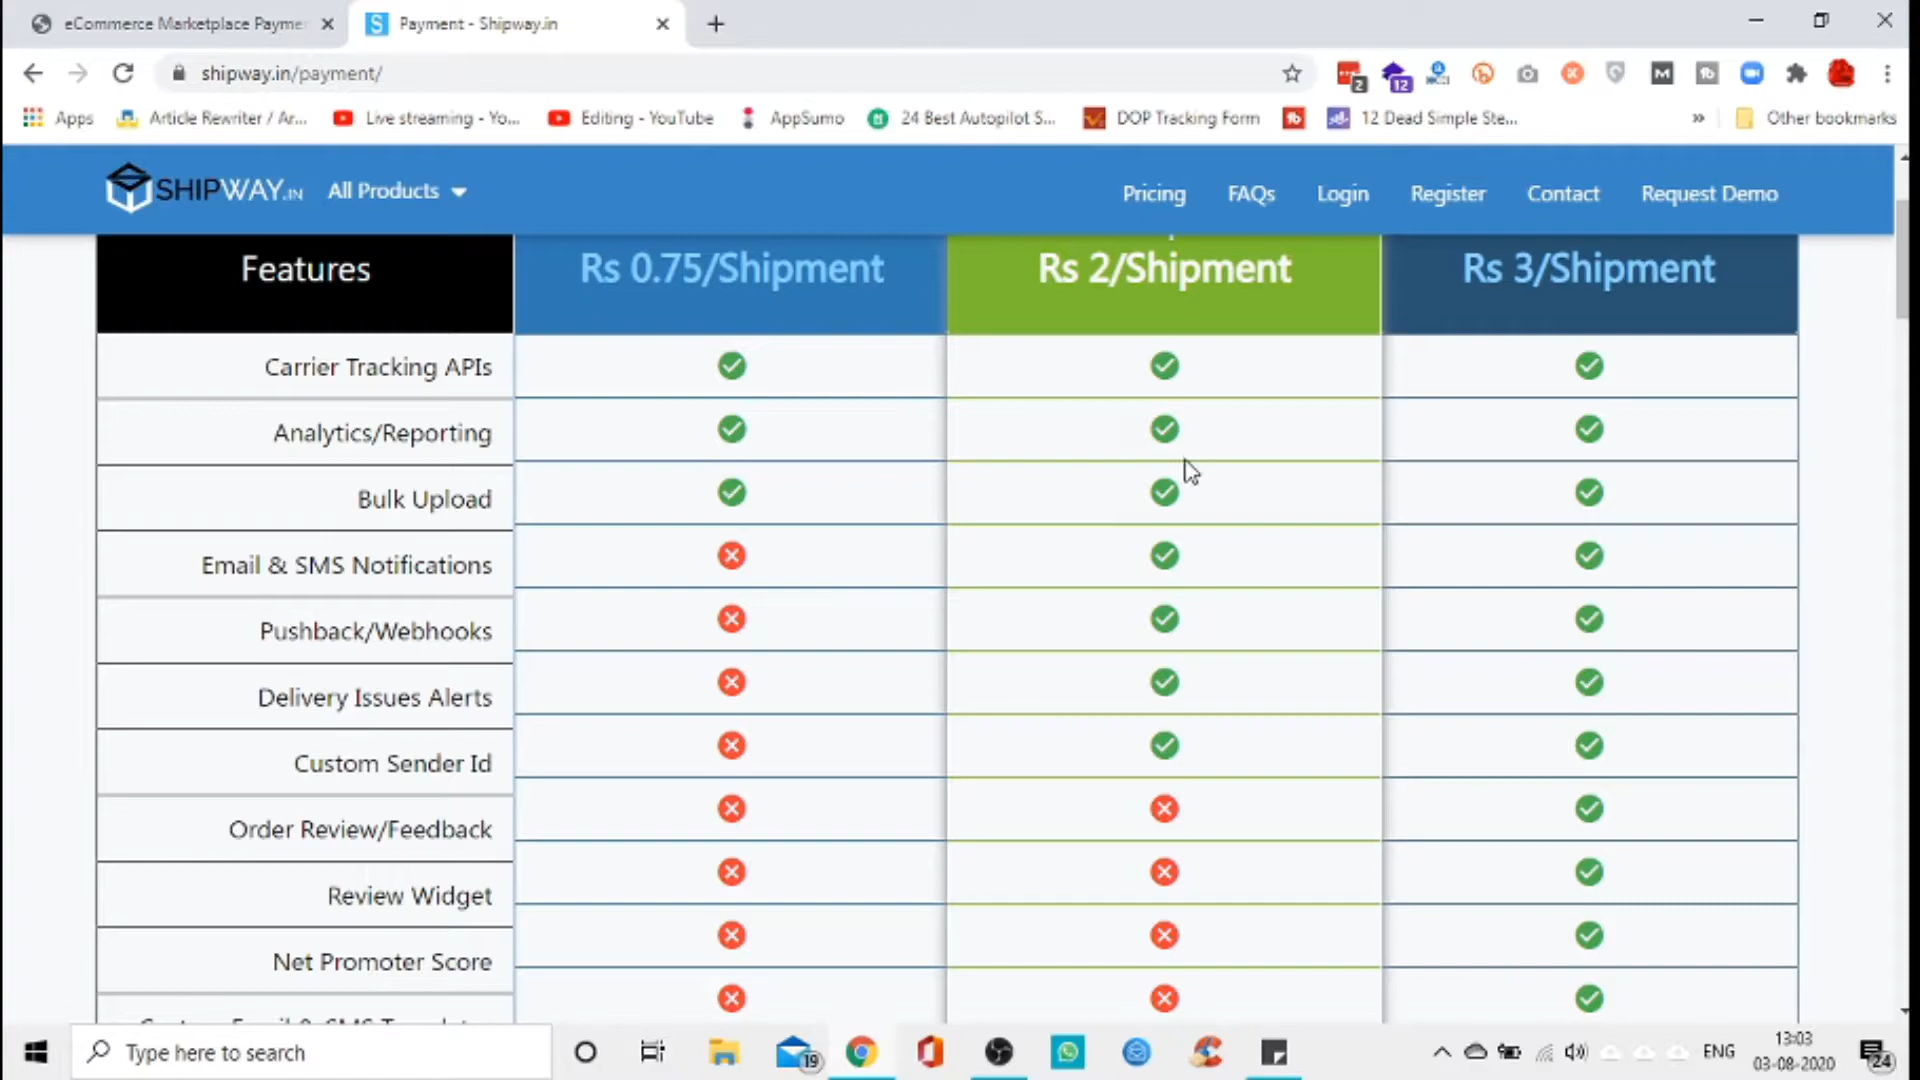 eCommerce Marketplace Payme
Payment - Shipway.in
shipway.in/payment/
2
12
Apps
Article Rewriter / Ar...
Live streaming - Yo...
Editing - YouTube
AppSumo
24 Best Autopilot S...
DOP Tracking Form
12 Dead Simple Ste...
»
Other bookmarks
SHIPWAY.IN
All Products
Pricing
FAQs
Login
Register
Contact
Request Demo
Features
Rs 0.75/Shipment
Rs 2/Shipment
Rs 3/Shipment
Carrier Tracking APIs
Analytics/Reporting
Bulk Upload
Email & SMS Notifications
Pushback/Webhooks
Delivery Issues Alerts
Custom Sender Id
Order Review/Feedback
Review Widget
Net Promoter Score
Type here to search
19
ENG
13:03
03-08-2020
24